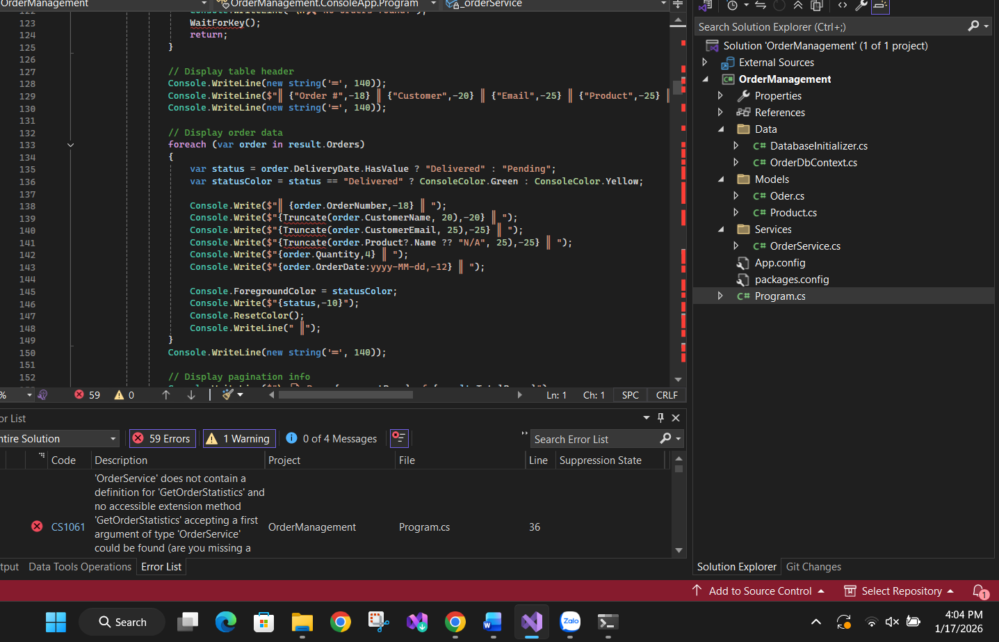 OrderManagement
OrderManagement.ConsoleApp.Program
_orderService
122
123 WaitForKey();
124 return;
125 }
126
127 // Display table header
128 Console.WriteLine(new string('═', 140));
129 Console.WriteLine($"║ {"Order #",-18} ║ {"Customer",-20} ║ {"Email",-25} ║ {"Product",-25} ║
130 Console.WriteLine(new string('═', 140));
131
132 // Display order data
133 foreach (var order in result.Orders)
134 {
135 var status = order.DeliveryDate.HasValue ? "Delivered" : "Pending";
136 var statusColor = status == "Delivered" ? ConsoleColor.Green : ConsoleColor.Yellow;
137
138 Console.Write($"║ {order.OrderNumber,-18} ║ ");
139 Console.Write($"{Truncate(order.CustomerName, 20),-20} ║ ");
140 Console.Write($"{Truncate(order.CustomerEmail, 25),-25} ║ ");
141 Console.Write($"{Truncate(order.Product?.Name ?? "N/A", 25),-25} ║ ");
142 Console.Write($"{order.Quantity,4} ║ ");
143 Console.Write($"{order.OrderDate:yyyy-MM-dd,-12} ║ ");
144
145 Console.ForegroundColor = statusColor;
146 Console.Write($"{status,-10}");
147 Console.ResetColor();
148 Console.WriteLine(" ║");
149 }
150 Console.WriteLine(new string('═', 140));
151
152 // Display pagination info
% 59 0 Ln: 1 Ch: 1 SPC CRLF
or List
ntire Solution 59 Errors 1 Warning 0 of 4 Messages Search Error List
Code Description Project File Line Suppression State
'OrderService' does not contain a
definition for 'GetOrderStatistics' and
no accessible extension method
'GetOrderStatistics' accepting a first
CS1061 argument of type 'OrderService' OrderManagement Program.cs 36
could be found (are you missing a
tput Data Tools Operations Error List
Search Solution Explorer (Ctrl+;)
Solution 'OrderManagement' (1 of 1 project)
External Sources
C# OrderManagement
Properties
References
Data
C# DatabaseInitializer.cs
C# OrderDbContext.cs
Models
C# Oder.cs
C# Product.cs
Services
C# OrderService.cs
App.config
packages.config
C# Program.cs
Solution Explorer Git Changes
Add to Source Control Select Repository 1
Search
Zalo
4:04 PM
1/17/2026